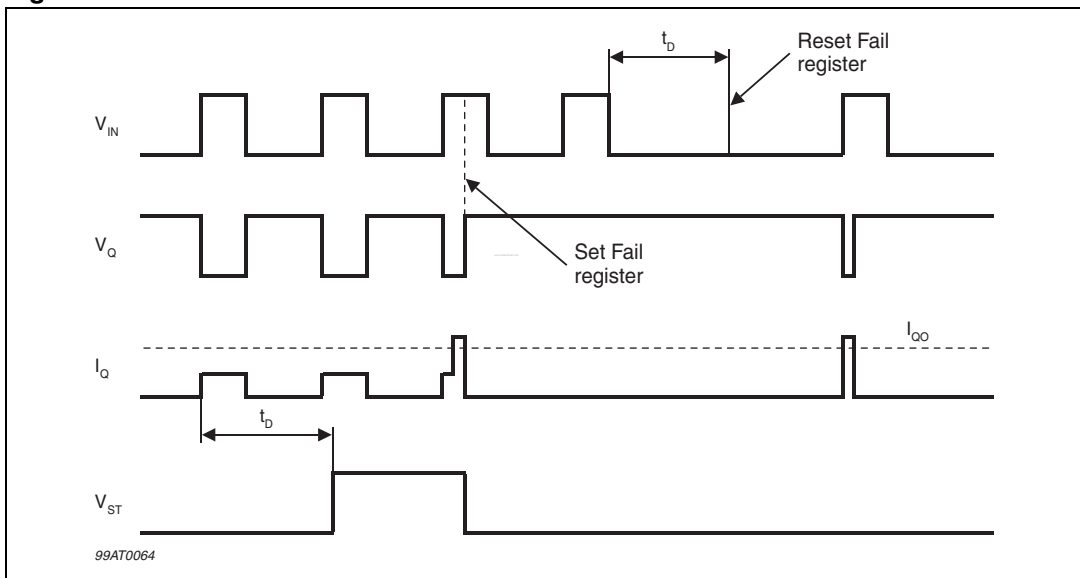 t_D
Reset Fail
register
V_IN
V_Q
Set Fail
register
I_QO
I_Q
t_D
V_ST
99AT0064